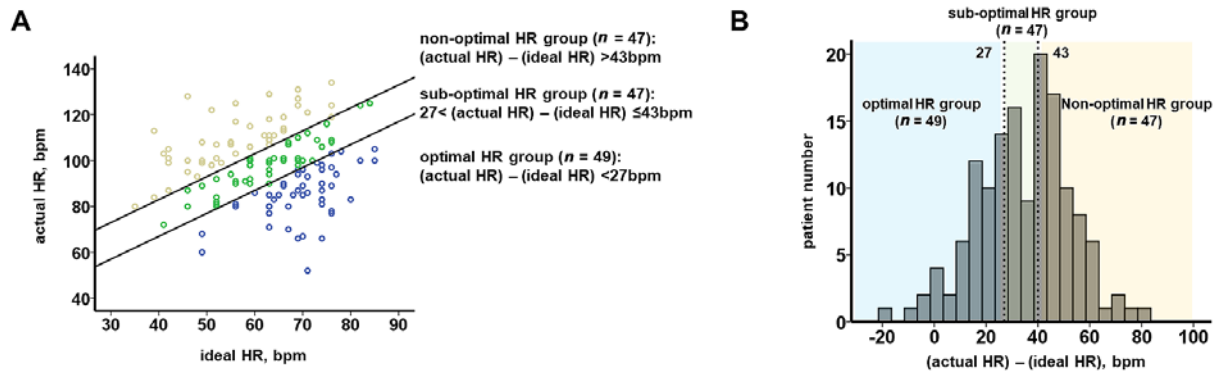 A
non-optimal HR group (n = 47):
(actual HR) – (ideal HR) >43bpm
sub-optimal HR group (n = 47):
27< (actual HR) – (ideal HR) ≤43bpm
optimal HR group (n = 49):
(actual HR) – (ideal HR) <27bpm
actual HR, bpm
140
120
100
80
60
40
30 40 50 60 70 80 90
ideal HR, bpm
B
sub-optimal HR group
(n = 47)
27 43
optimal HR group
(n = 49)
Non-optimal HR group
(n = 47)
patient number
20
15
10
5
0
-20 0 20 40 60 80 100
(actual HR) – (ideal HR), bpm